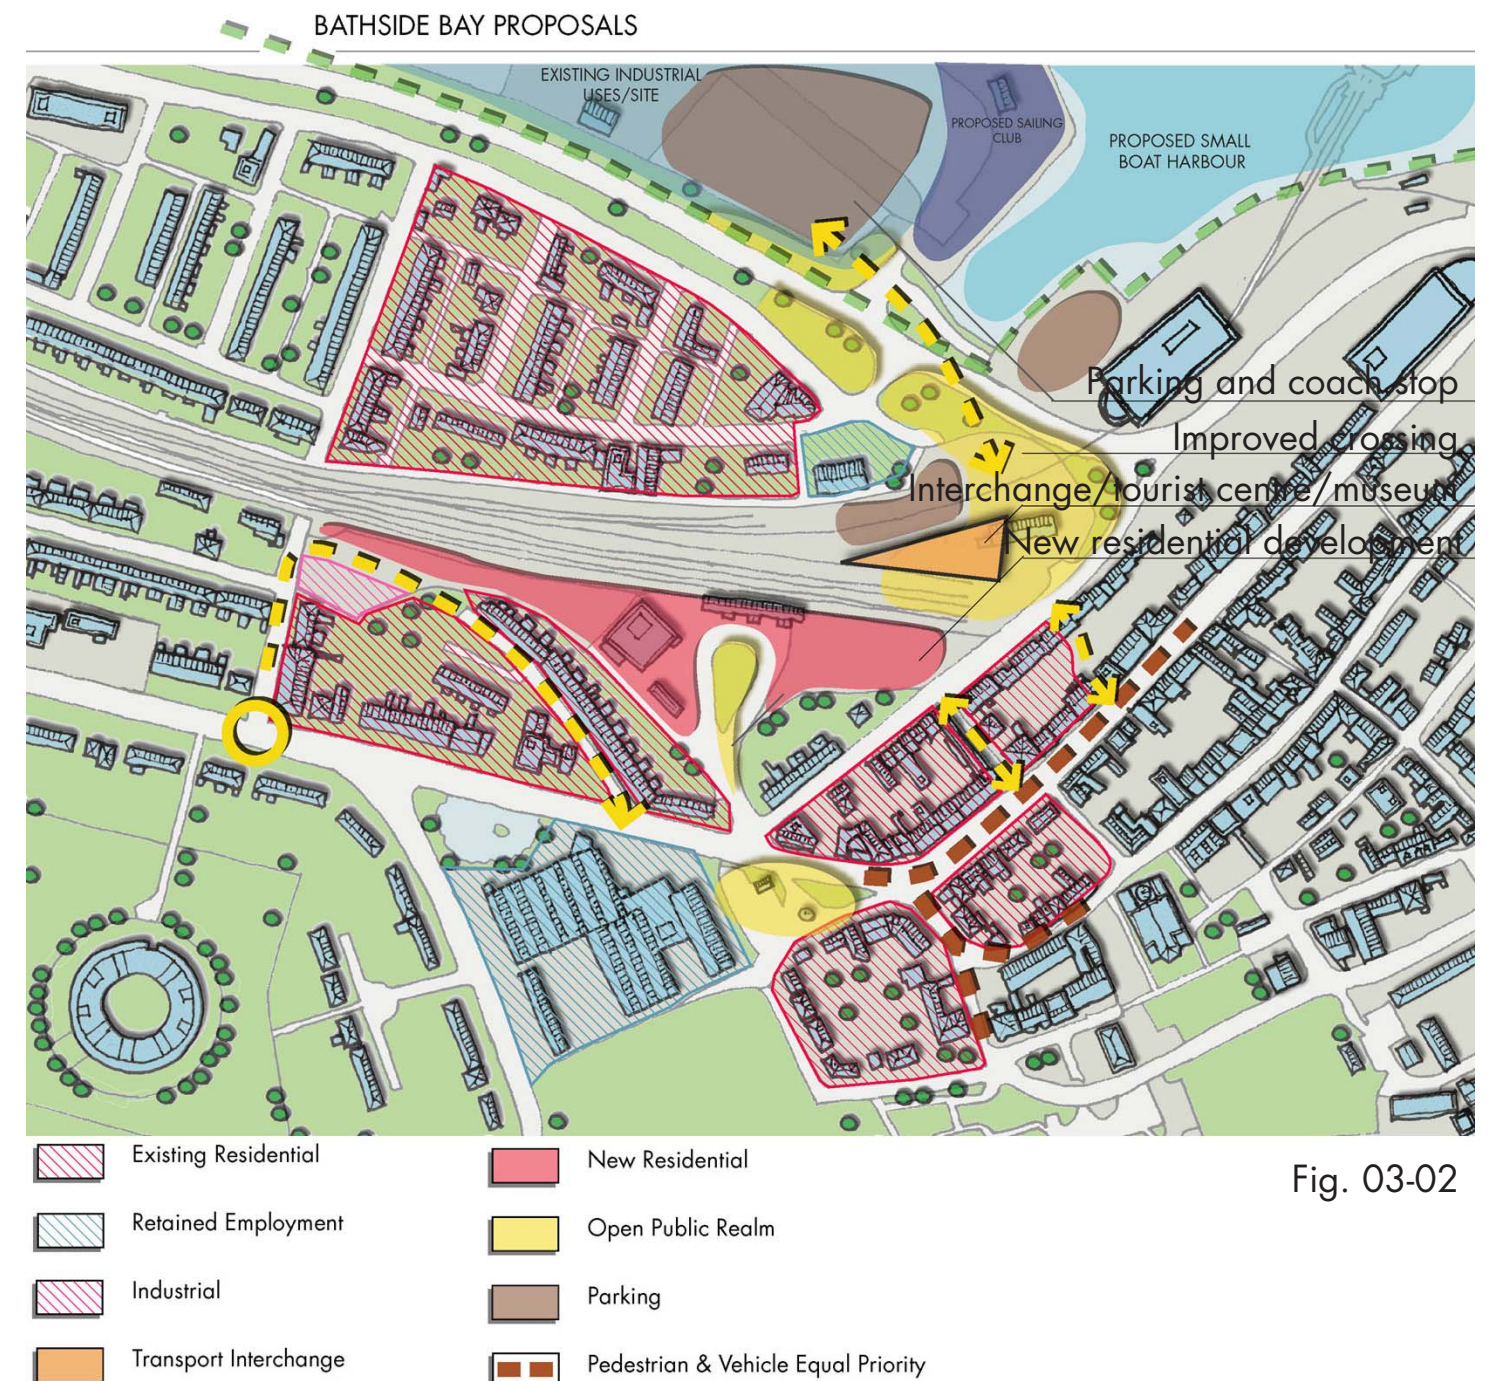 BATHSIDE BAY PROPOSALS
EXISTING INDUSTRIAL
USES/SITE
PROPOSED SAILING
CLUB
PROPOSED SMALL
BOAT HARBOUR
Parking and coach stop
Improved crossing
Interchange/tourist centre/museum
New residential development
Existing Residential
New Residential
Fig. 03-02
Retained Employment
Open Public Realm
Industrial
Parking
Transport Interchange
Pedestrian & Vehicle Equal Priority